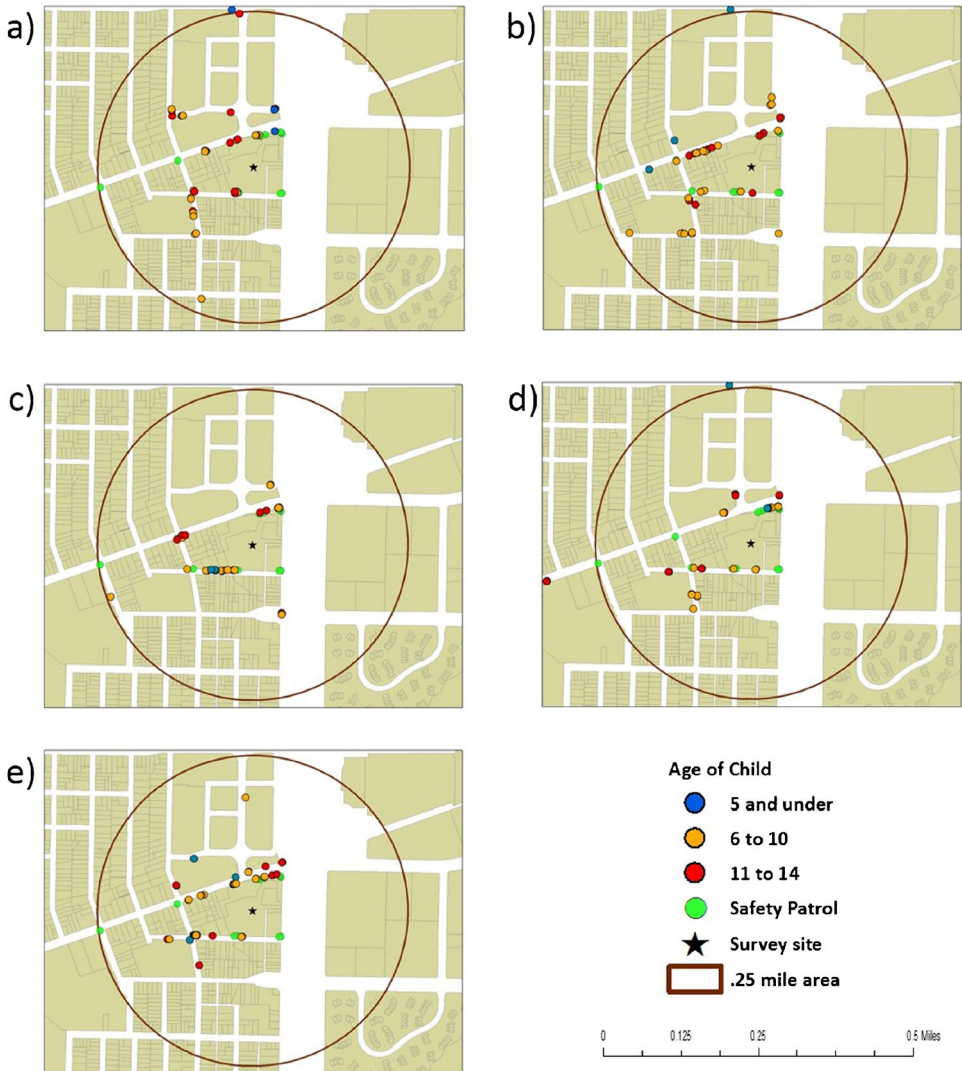 a)
b)
c)
d)
e)
Age of Child
5 and under
6 to 10
11 to 14
Safety Patrol
Survey site
.25 mile area
0 0.125 0.25 0.5 Miles